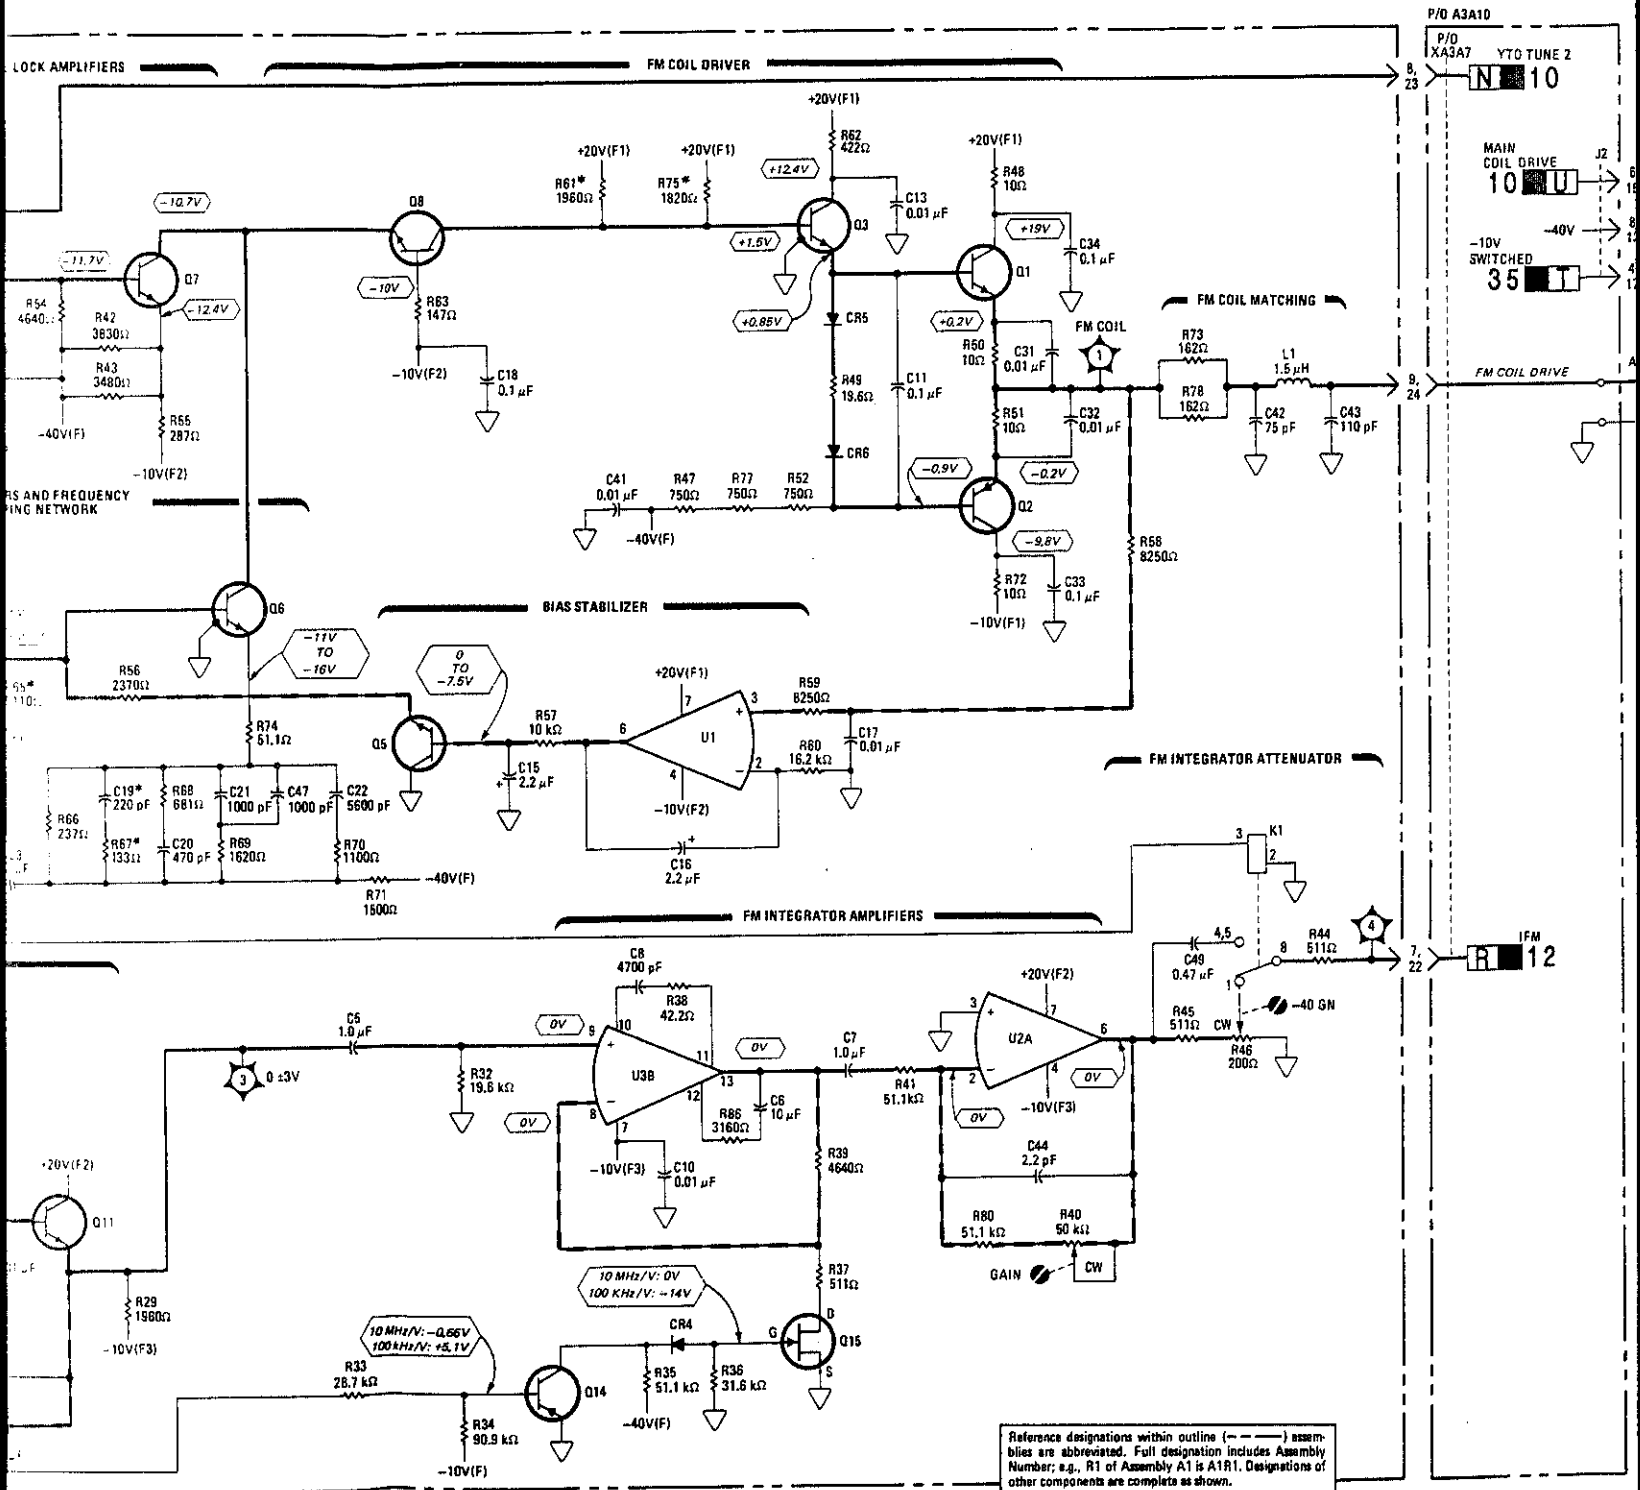 P/O A3A10
LOCK AMPLIFIERS
FM COIL DRIVER
P/O
XA3A7
YTO TUNE 2
8,
23
N 10
+20V(F1)
R62
422Ω
+12.4V
C13
0.01 µF
Q3
+20V(F1)
R61*
1960Ω
+20V(F1)
R75*
1820Ω
+1.5V
+0.85V
+20V(F1)
R48
10Ω
+19V
C34
0.1 µF
Q1
+0.2V
MAIN
COIL DRIVE
10 U
J2
-40V
-10V
SWITCHED
35 T
-10.7V
Q8
-11.7V
Q7
-12.4V
-10V
R63
147Ω
-10V(F2)
C18
0.1 µF
R54
4640Ω
R42
3830Ω
R43
3480Ω
-40V(F)
R55
287Ω
-10V(F2)
CR5
R49
19.6Ω
CR6
C11
0.1 µF
R50
10Ω
C31
0.01 µF
R51
10Ω
C32
0.01 µF
FM COIL
1
FM COIL MATCHING
R73
162Ω
R78
162Ω
L1
1.5 µH
C42
75 pF
C43
110 pF
9,
24
FM COIL DRIVE
RS AND FREQUENCY
PING NETWORK
C41
0.01 µF
R47
750Ω
R77
750Ω
R52
750Ω
-40V(F)
-0.9V
-0.2V
Q2
-9.8V
R72
10Ω
C33
0.1 µF
-10V(F1)
R58
8250Ω
Q6
-11V
TO
-16V
BIAS STABILIZER
0
TO
-7.5V
R56
2370Ω
R74
51.1Ω
Q5
R57
10 kΩ
C15
2.2 µF
+
6
+20V(F1)
7
U1
+
3
-
2
4
-10V(F2)
R59
8250Ω
R60
16.2 kΩ
C17
0.01 µF
C16
2.2 µF
+
R66
237Ω
C19*
220 pF
R67*
133Ω
R68
681Ω
C20
470 pF
C21
1000 pF
C47
1000 pF
R69
1620Ω
C22
5600 pF
R70
1100Ω
R71
1500Ω
-40V(F)
FM INTEGRATOR ATTENUATOR
3
K1
2
FM INTEGRATOR AMPLIFIERS
C49
0.47 µF
4,5
8
1
R44
511Ω
4
7,
22
R 12
IFM
-40 GN
R45
511Ω
CW
R46
200Ω
C5
1.0 µF
3
0 ±3V
R32
19.6 kΩ
0V
9
+
10
C8
4700 pF
R38
42.2Ω
11
U3B
13
12
-
8
7
0V
-10V(F3)
C10
0.01 µF
R86
3160Ω
C6
10 µF
0V
C7
1.0 µF
R41
51.1kΩ
R39
4640Ω
+20V(F2)
3
+
7
U2A
6
-
2
4
-10V(F3)
0V
0V
C44
2.2 pF
R80
51.1 kΩ
R40
50 kΩ
GAIN
CW
+20V(F2)
Q11
R29
1960Ω
-10V(F3)
R37
511Ω
10 MHz/V: 0V
100 KHz/V: -14V
D
G
S
Q15
10 MHz/V: -0.66V
100 kHz/V: +5.1V
R33
28.7 kΩ
R34
90.9 kΩ
-10V(F)
Q14
CR4
R35
51.1 kΩ
-40V(F)
R36
31.6 kΩ
Reference designations within outline (— — —) assem-
blies are abbreviated. Full designation includes Assembly
Number; e.g., R1 of Assembly A1 is A1R1. Designations of
other components are complete as shown.